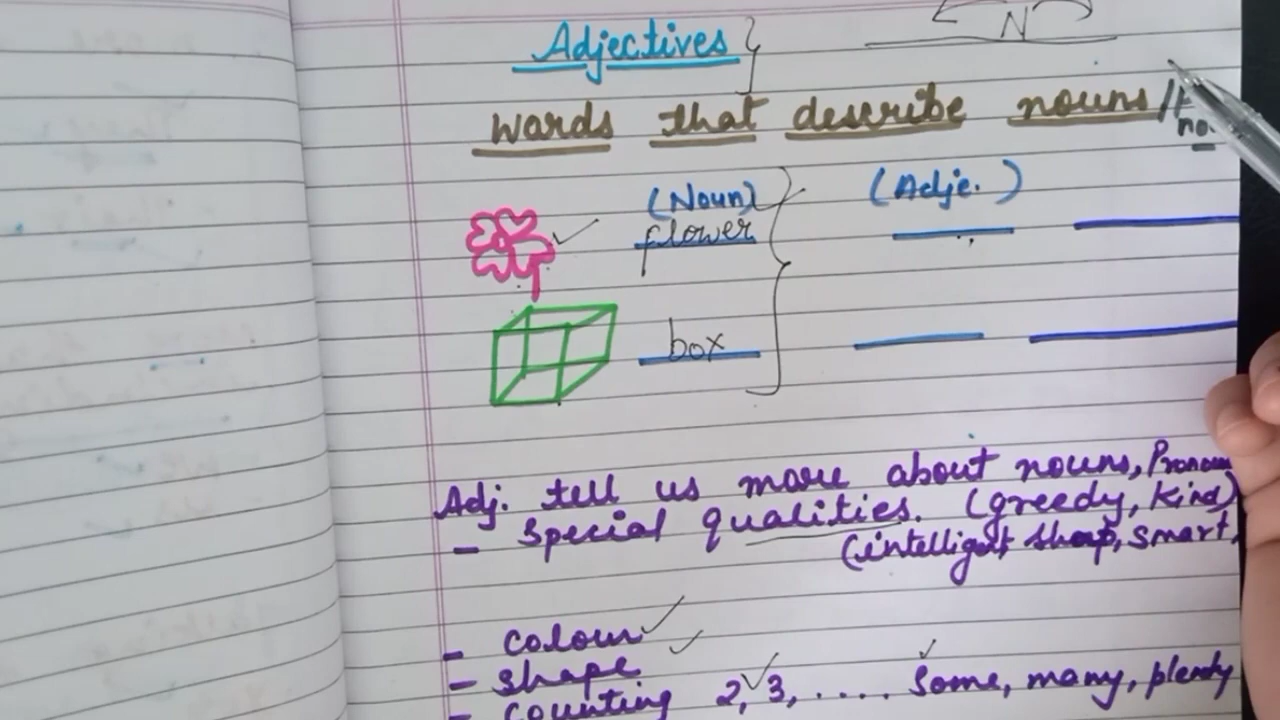 N
Adjectives
words that describe nouns/
(Noun) (Adje.)
flower
box
Adj. tell us more about nouns, Pronoun
- special qualities. (greedy, kind)
(intelligent sharp, smart,
- colour
- shape
- counting 2, 3, .... Some, many, plenty